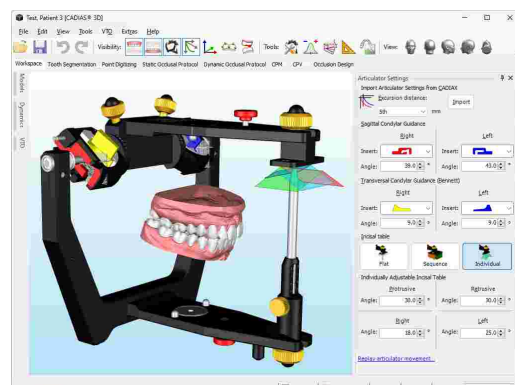 Test, Patient 3 [CADIAS® 3D]
File Edit View Tools VTD Extras Help
Visibility: Tools: View:
Workspace Tooth Segmentation Point Digitizing Static Occlusal Protocol Dynamic Occlusal Protocol CPM CPV Occlusion Design
Models
Dynamics
VTD
Articulator Settings
Import Articulator Settings from CADIAX
Excursion distance:
5th mm Import
Sagittal Condylar Guidance
Right Left
Insert: Insert:
Angle: 39.0 ° Angle: 43.0 °
Transversal Condylar Guidance (Bennett)
Right Left
Insert: Insert:
Angle: 9.0 ° Angle: 9.0 °
Incisal table
Flat Sequence Individual
Individually Adjustable Incisal Table
Protrusive Retrusive
Angle: 30.0 ° Angle: 30.0 °
Right Left
Angle: 18.0 ° Angle: 25.0 °
Replay articulator movement...